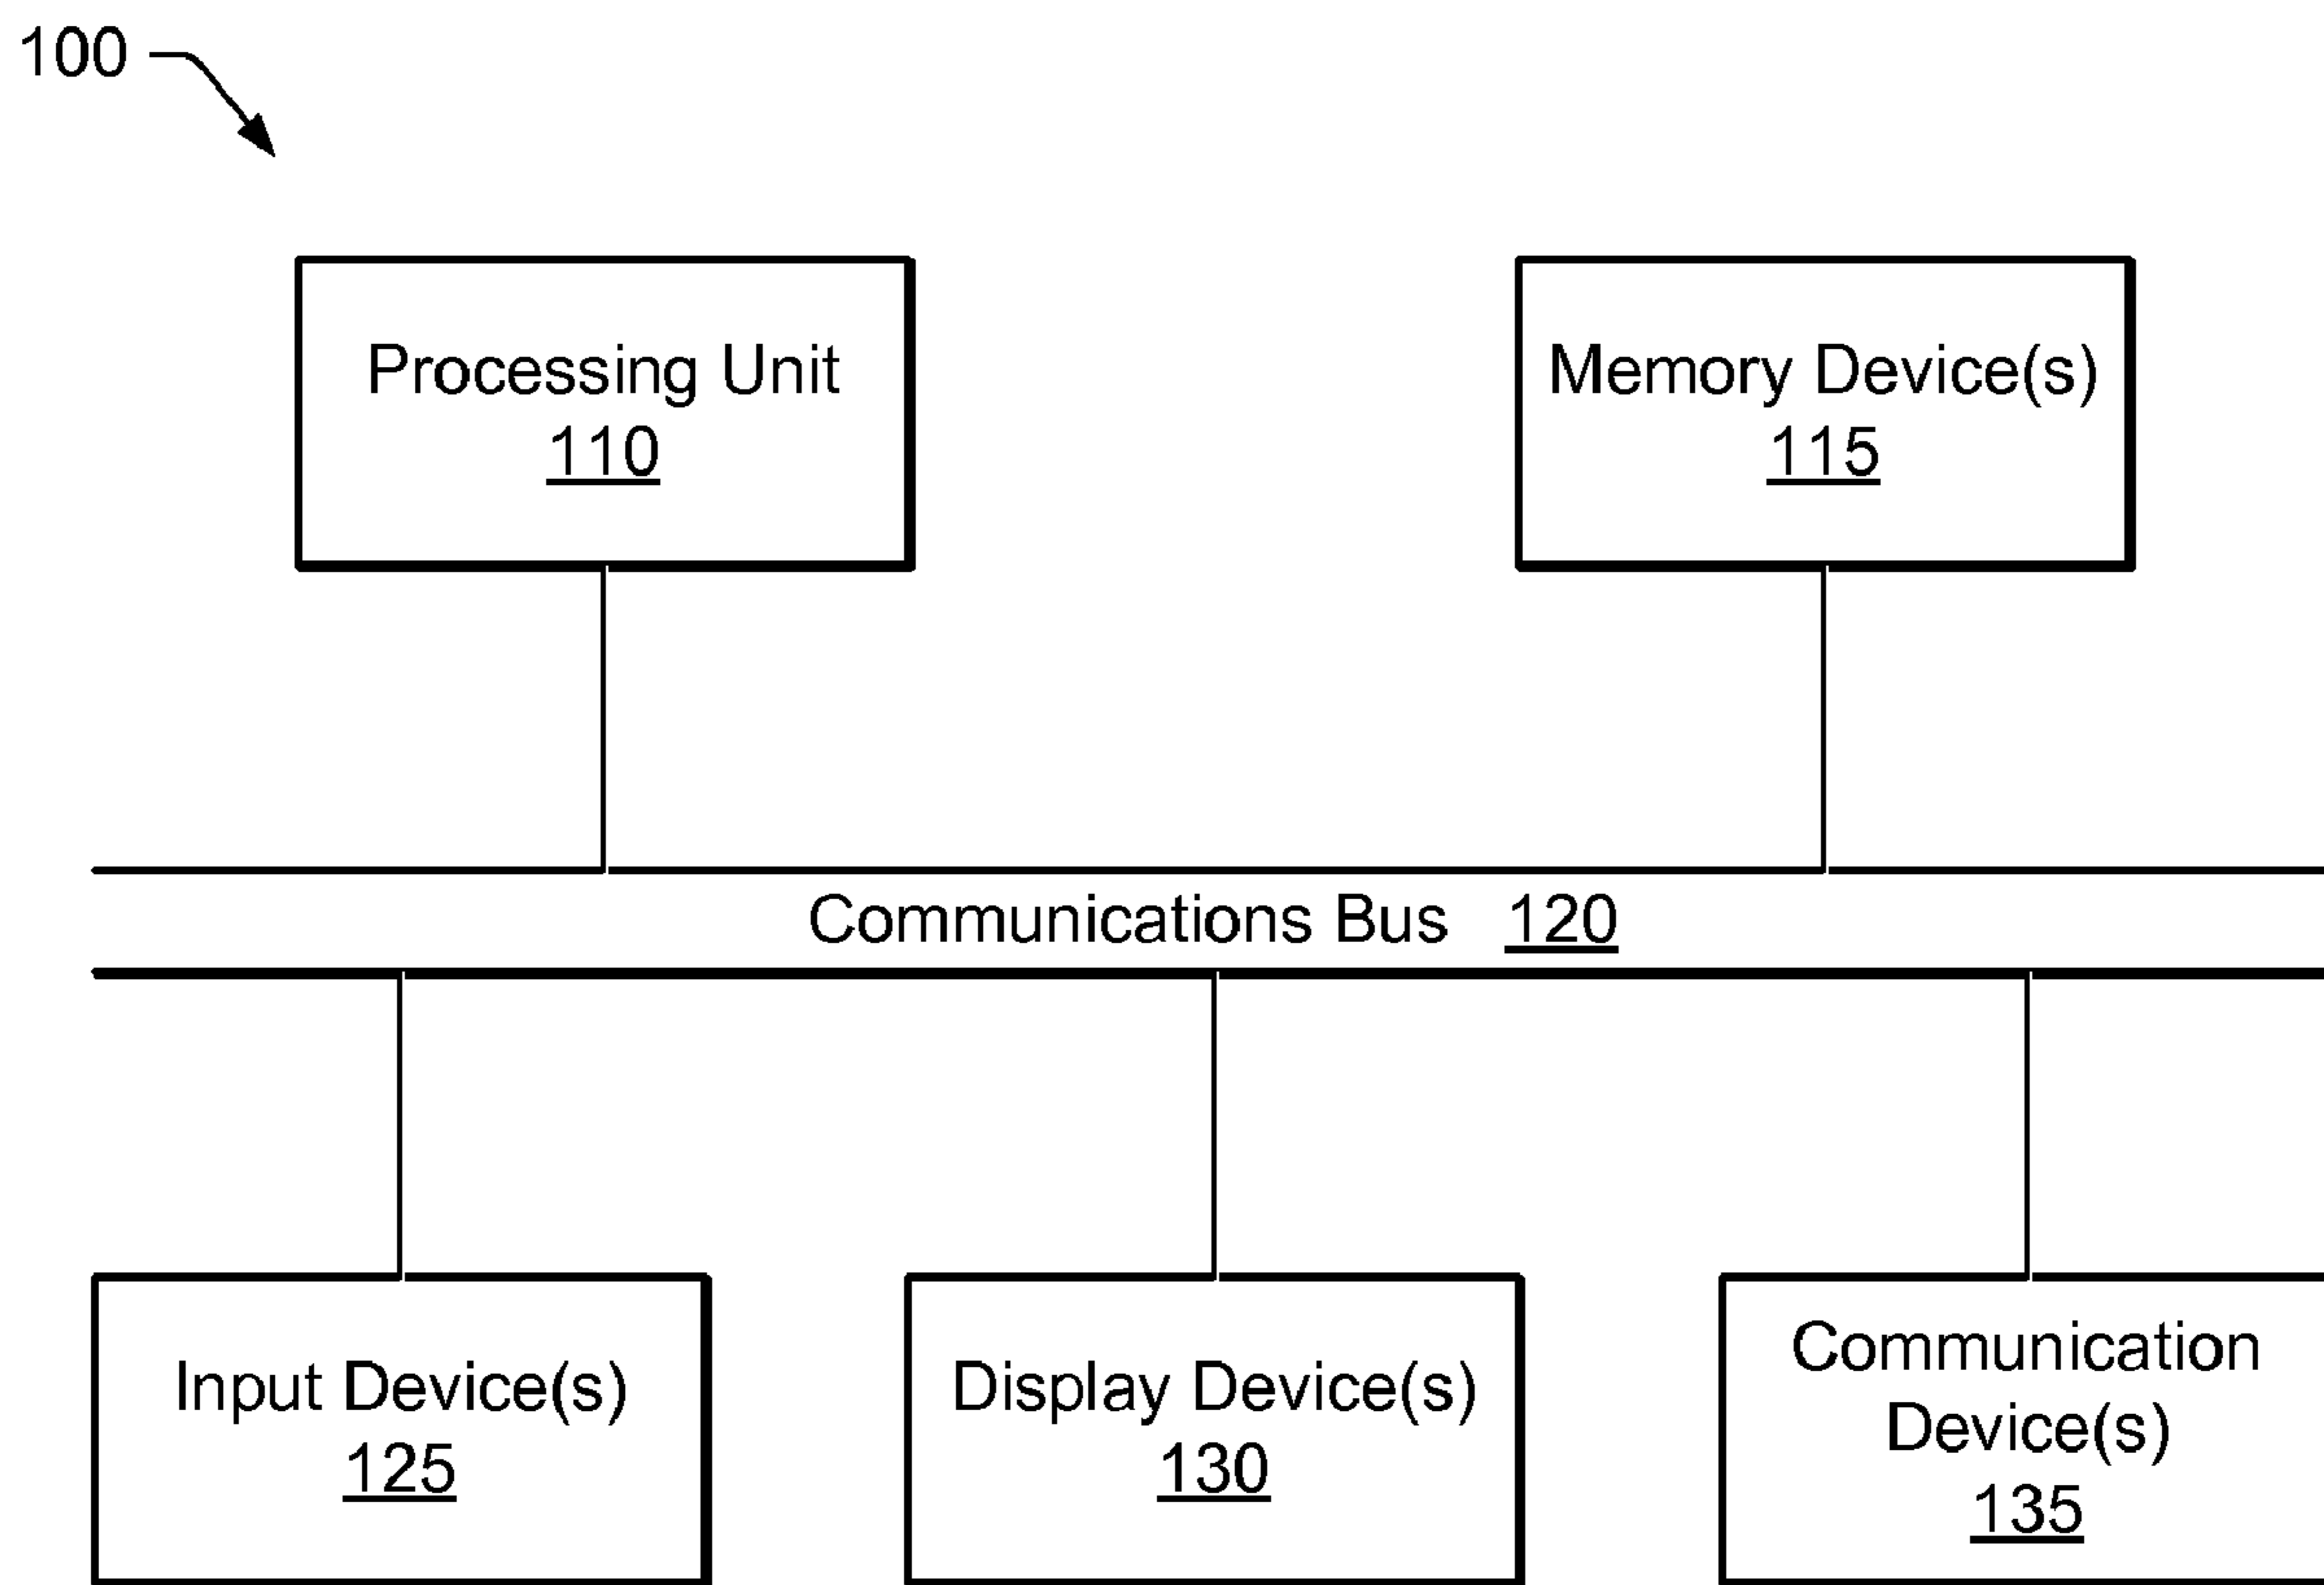 100
Processing Unit
110
Memory Device(s)
115
Communications Bus 120
Input Device(s)
125
Display Device(s)
130
Communication
Device(s)
135